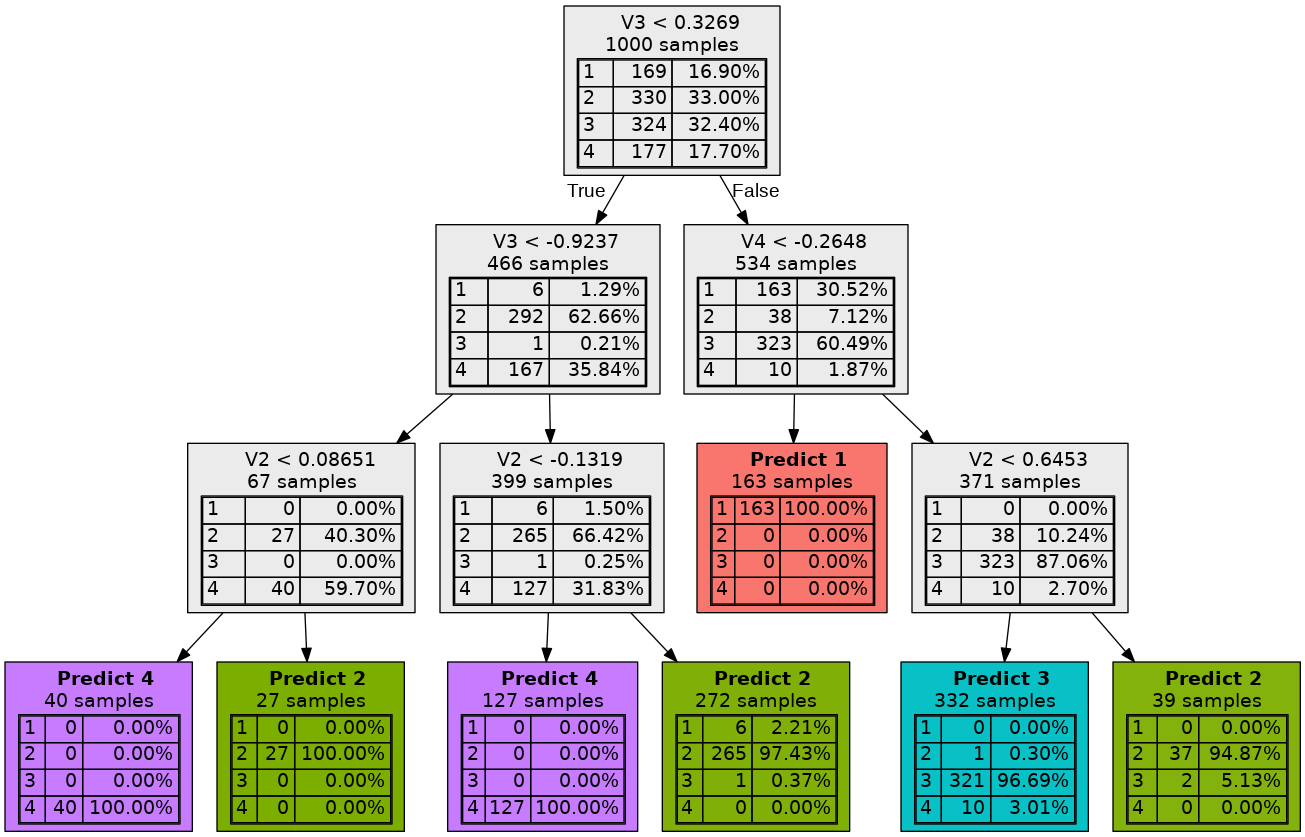 V3 < 0.3269
1000 samples
1 169 16.90%
2 330 33.00%
3 324 32.40%
4 177 17.70%
True
False
V3 < -0.9237
466 samples
1 6 1.29%
2 292 62.66%
3 1 0.21%
4 167 35.84%
V4 < -0.2648
534 samples
1 163 30.52%
2 38 7.12%
3 323 60.49%
4 10 1.87%
V2 < 0.08651
67 samples
1 0 0.00%
2 27 40.30%
3 0 0.00%
4 40 59.70%
V2 < -0.1319
399 samples
1 6 1.50%
2 265 66.42%
3 1 0.25%
4 127 31.83%
Predict 1
163 samples
1 163 100.00%
2 0 0.00%
3 0 0.00%
4 0 0.00%
V2 < 0.6453
371 samples
1 0 0.00%
2 38 10.24%
3 323 87.06%
4 10 2.70%
Predict 4
40 samples
1 0 0.00%
2 0 0.00%
3 0 0.00%
4 40 100.00%
Predict 2
27 samples
1 0 0.00%
2 27 100.00%
3 0 0.00%
4 0 0.00%
Predict 4
127 samples
1 0 0.00%
2 0 0.00%
3 0 0.00%
4 127 100.00%
Predict 2
272 samples
1 6 2.21%
2 265 97.43%
3 1 0.37%
4 0 0.00%
Predict 3
332 samples
1 0 0.00%
2 1 0.30%
3 321 96.69%
4 10 3.01%
Predict 2
39 samples
1 0 0.00%
2 37 94.87%
3 2 5.13%
4 0 0.00%